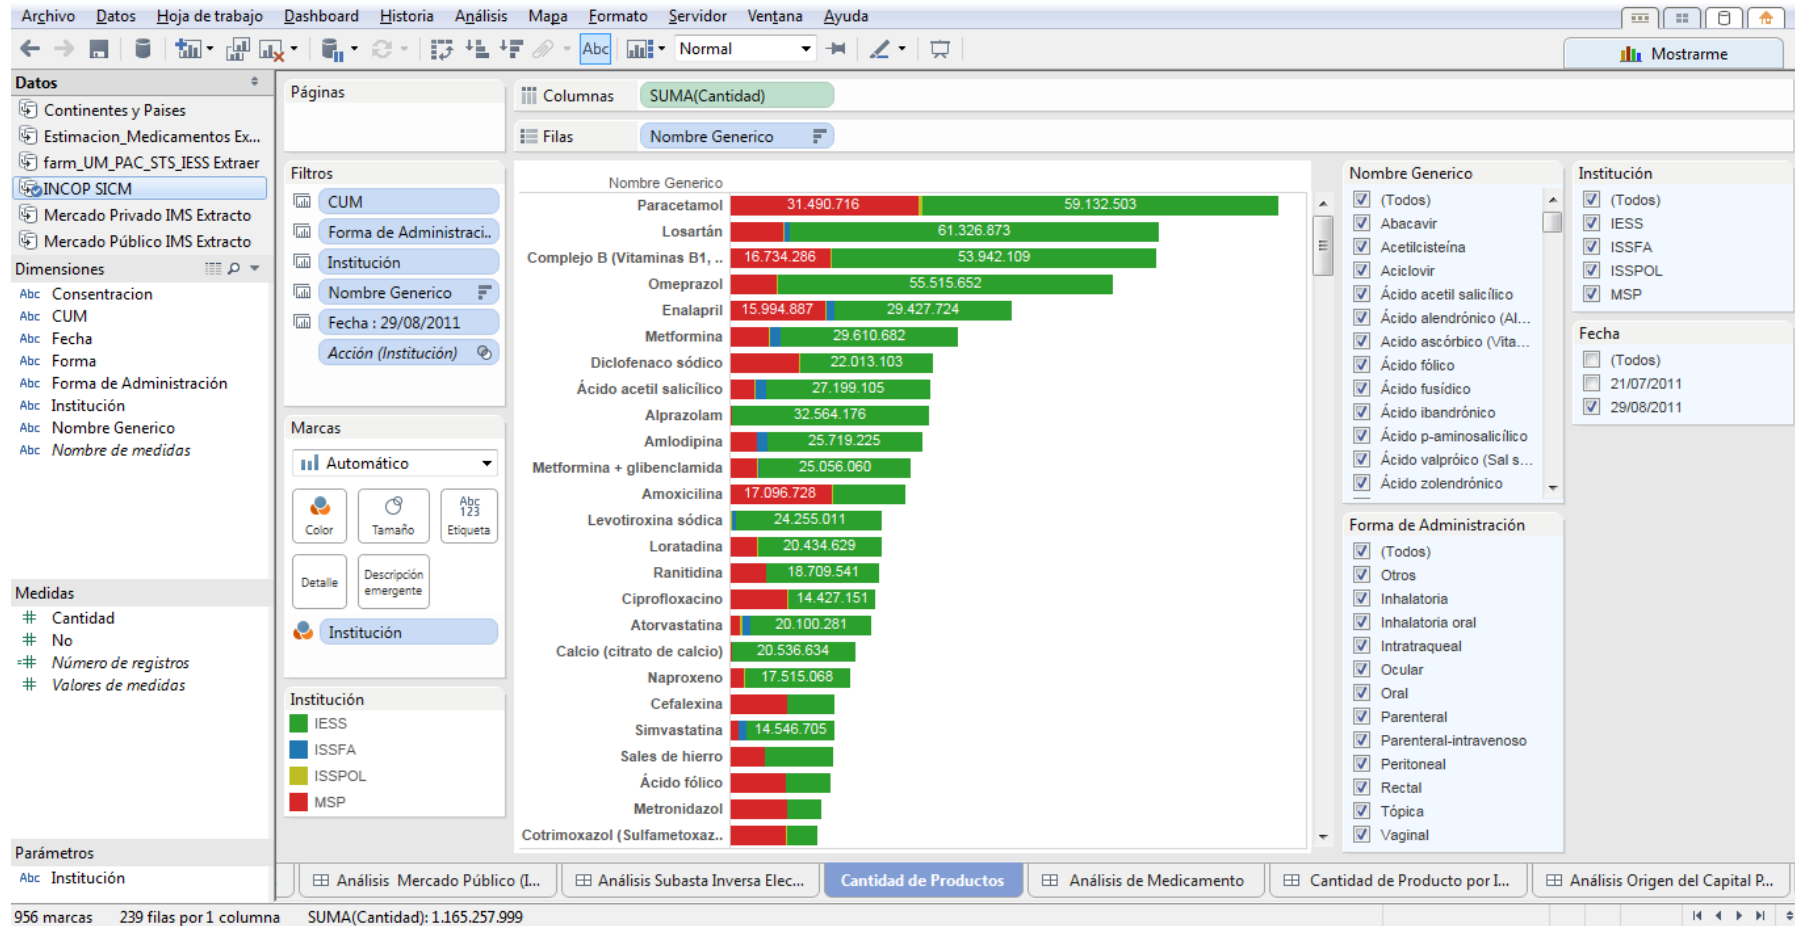 Archivo Datos Hoja de trabajo Dashboard Historia Análisis Mapa Formato Servidor Ventana Ayuda
Abc Normal Mostrarme
Datos
Continentes y Paises
Estimacion_Medicamentos Ex...
farm_UM_PAC_STS_IESS Extraer
INCOP SICM
Mercado Privado IMS Extracto
Mercado Público IMS Extracto
Dimensiones
Abc Consentracion
Abc CUM
Abc Fecha
Abc Forma
Abc Forma de Administración
Abc Institución
Abc Nombre Generico
Abc Nombre de medidas
Medidas
# Cantidad
# No
=# Número de registros
# Valores de medidas
Parámetros
Abc Institución
Páginas
Filtros
CUM
Forma de Administraci..
Institución
Nombre Generico
Fecha : 29/08/2011
Acción (Institución)
Marcas
Automático
Color
Tamaño
Abc
123
Etiqueta
Detalle
Descripción
emergente
Institución
Institución
IESS
ISSFA
ISSPOL
MSP
Columnas SUMA(Cantidad)
Filas Nombre Generico
Nombre Generico
Paracetamol 31.490.716 59.132.503
Losartán 61.326.873
Complejo B (Vitaminas B1, .. 16.734.286 53.942.109
Omeprazol 55.515.652
Enalapril 15.994.887 29.427.724
Metformina 29.610.682
Diclofenaco sódico 22.013.103
Ácido acetil salicílico 27.199.105
Alprazolam 32.564.176
Amlodipina 25.719.225
Metformina + glibenclamida 25.056.060
Amoxicilina 17.096.728
Levotiroxina sódica 24.255.011
Loratadina 20.434.629
Ranitidina 18.709.541
Ciprofloxacino 14.427.151
Atorvastatina 20.100.281
Calcio (citrato de calcio) 20.536.634
Naproxeno 17.515.068
Cefalexina
Simvastatina 14.546.705
Sales de hierro
Ácido fólico
Metronidazol
Cotrimoxazol (Sulfametoxaz..
Nombre Generico
(Todos)
Abacavir
Acetilcisteína
Aciclovir
Ácido acetil salicílico
Ácido alendrónico (Al...
Ácido ascórbico (Vita...
Ácido fólico
Ácido fusídico
Ácido ibandrónico
Ácido p-aminosalicílico
Ácido valpróico (Sal s...
Ácido zolendrónico
Forma de Administración
(Todos)
Otros
Inhalatoria
Inhalatoria oral
Intratraqueal
Ocular
Oral
Parenteral
Parenteral-intravenoso
Peritoneal
Rectal
Tópica
Vaginal
Institución
(Todos)
IESS
ISSFA
ISSPOL
MSP
Fecha
(Todos)
21/07/2011
29/08/2011
Análisis Mercado Público (I... Análisis Subasta Inversa Elec... Cantidad de Productos Análisis de Medicamento Cantidad de Producto por I... Análisis Origen del Capital P...
956 marcas 239 filas por 1 columna SUMA(Cantidad): 1.165.257.999